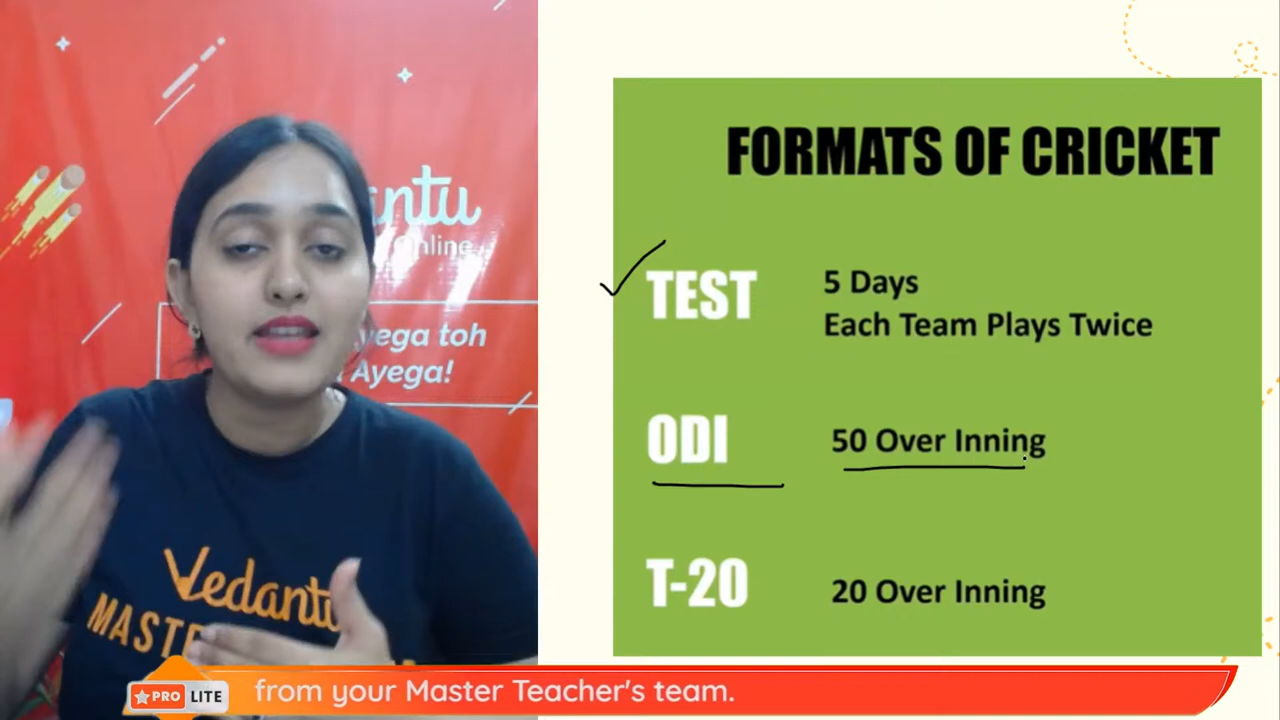 antu
Online
yega toh
Ayega!
Vedantu
MASTE
FORMATS OF CRICKET
TEST
5 Days
Each Team Plays Twice
ODI
50 Over Inning
T-20
20 Over Inning
PRO LITE
from your Master Teacher's team.